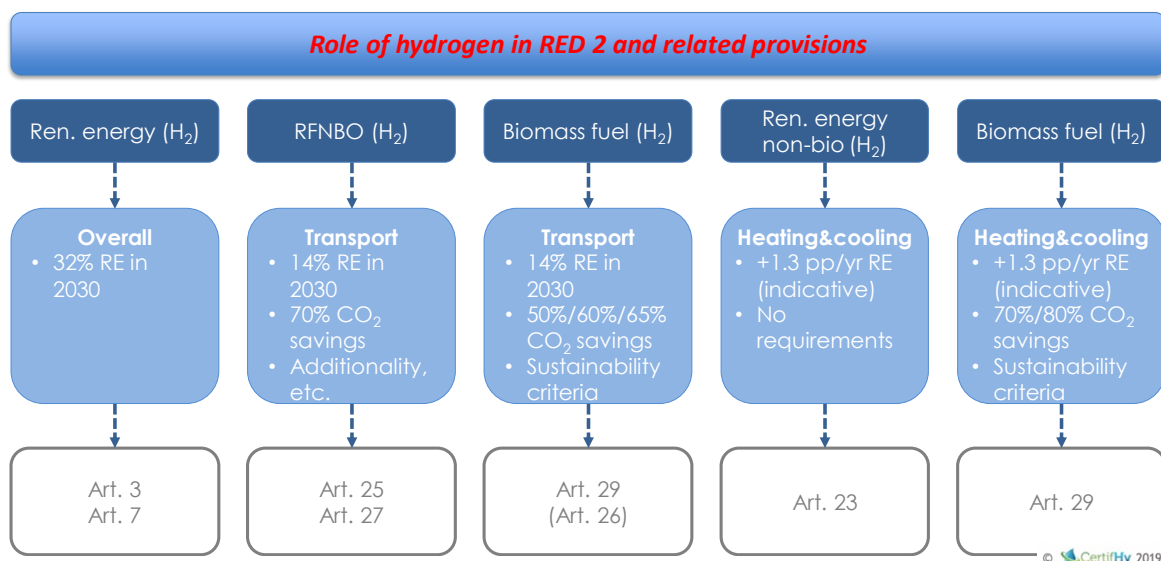 Role of hydrogen in RED 2 and related provisions
Ren. energy (H₂)
RFNBO (H₂)
Biomass fuel (H₂)
Ren. energy
non-bio (H₂)
Biomass fuel (H₂)
Overall
• 32% RE in
2030
Transport
• 14% RE in
2030
• 70% CO₂
savings
• Additionality,
etc.
Transport
• 14% RE in
2030
• 50%/60%/65%
CO₂ savings
• Sustainability
criteria
Heating&cooling
• +1.3 pp/yr RE
(indicative)
• No
requirements
Heating&cooling
• +1.3 pp/yr RE
(indicative)
• 70%/80% CO₂
savings
• Sustainability
criteria
Art. 3
Art. 7
Art. 25
Art. 27
Art. 29
(Art. 26)
Art. 23
Art. 29
© CertifHy 2019